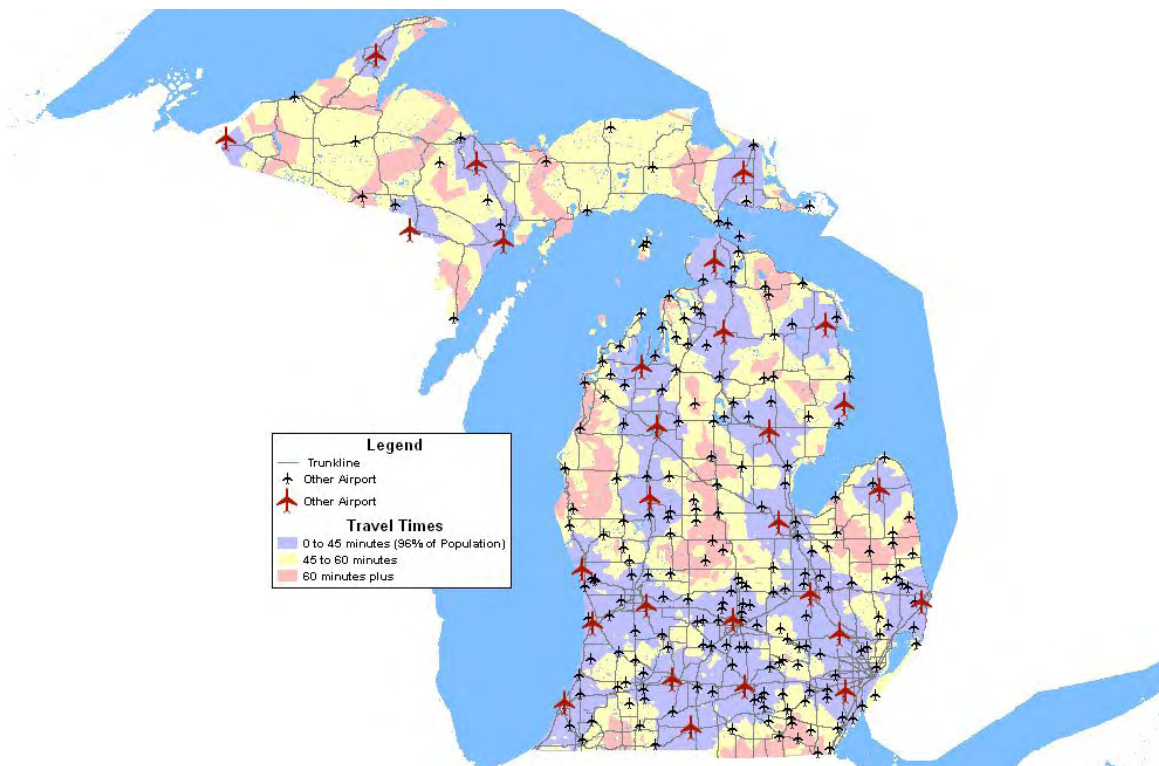 Legend
Trunkline
Other Airport
Other Airport
Travel Times
0 to 45 minutes (96% of Population)
45 to 60 minutes
60 minutes plus